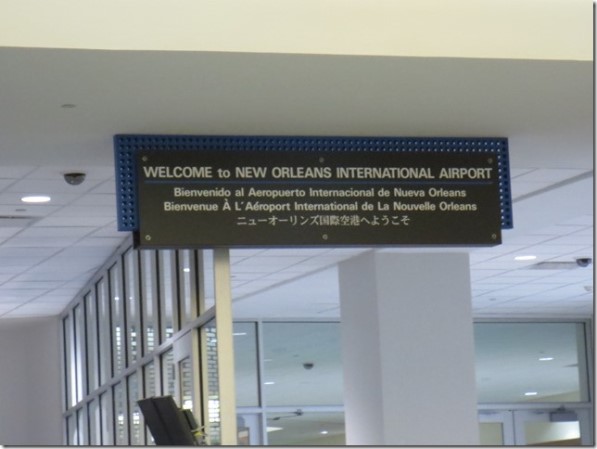 WELCOME to NEW ORLEANS INTERNATIONAL AIRPORT
Bienvenido al Aeropuerto Internacional de Nueva Orleans
Bienvenue À L'Aéroport International de La Nouvelle Orleans
ニューオーリンズ国際空港へようこそ